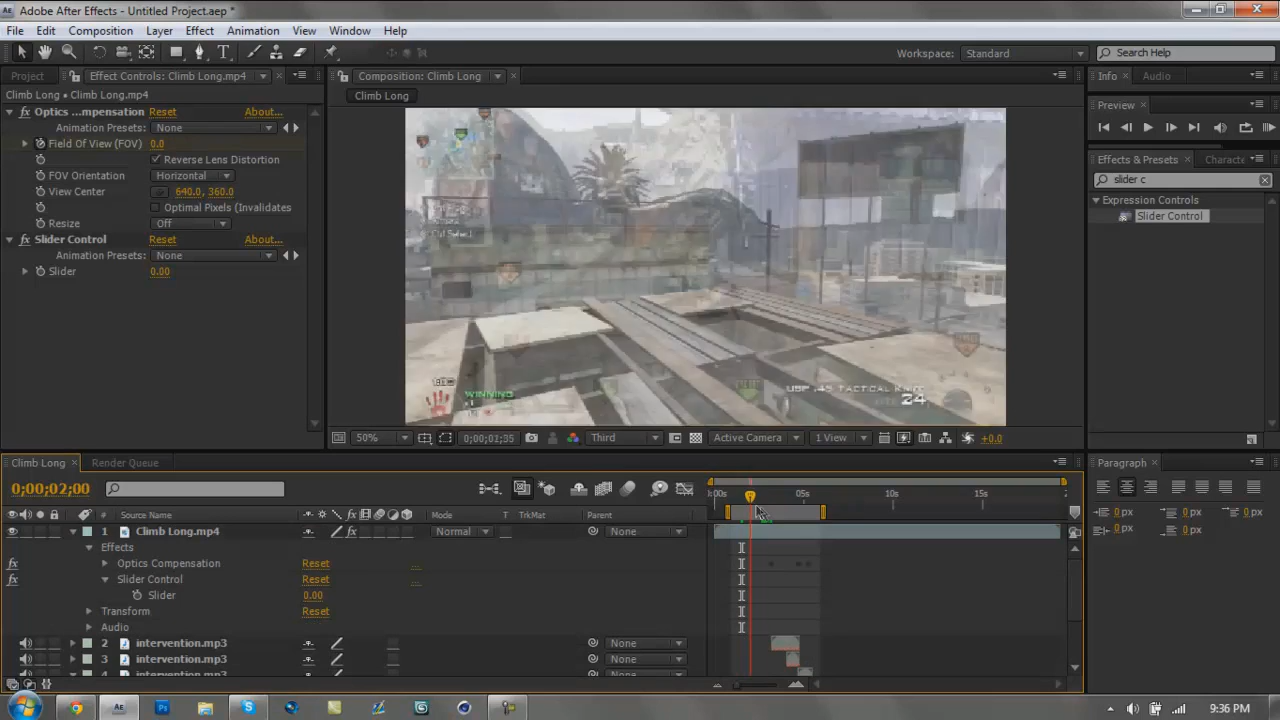 Adobe After Effects - Untitled Project.aep *
File Edit Composition Layer Effect Animation View Window Help
Workspace: Standard Search Help
Project Effect Controls: Climb Long.mp4 Composition: Climb Long Info Audio
Climb Long • Climb Long.mp4 Climb Long
Optics ...mpensation Reset About...
Animation Presets: None
Field Of View (FOV) 0.0
Reverse Lens Distortion
FOV Orientation Horizontal
View Center 640.0, 360.0
Optimal Pixels (Invalidates
Resize Off
Slider Control Reset About...
Animation Presets: None
Slider 0.00
WINNING
USP .45 TACTICAL KNIFE
24
Preview
Effects & Presets Characte
slider c
Expression Controls
Slider Control
50% 0;00;01;35 Third Active Camera 1 View +0.0
Climb Long Render Queue Paragraph
0;00;02;00 05s 10s 15s
# Source Name Mode T TrkMat Parent
1 Climb Long.mp4 Normal None
Effects
Optics Compensation Reset ...
Slider Control Reset ...
Slider 0.00
Transform Reset
Audio
2 intervention.mp3 None
3 intervention.mp3 None
4 intervention.mp3 None
0 px 0 px
0 px 0 px
0 px
9:36 PM